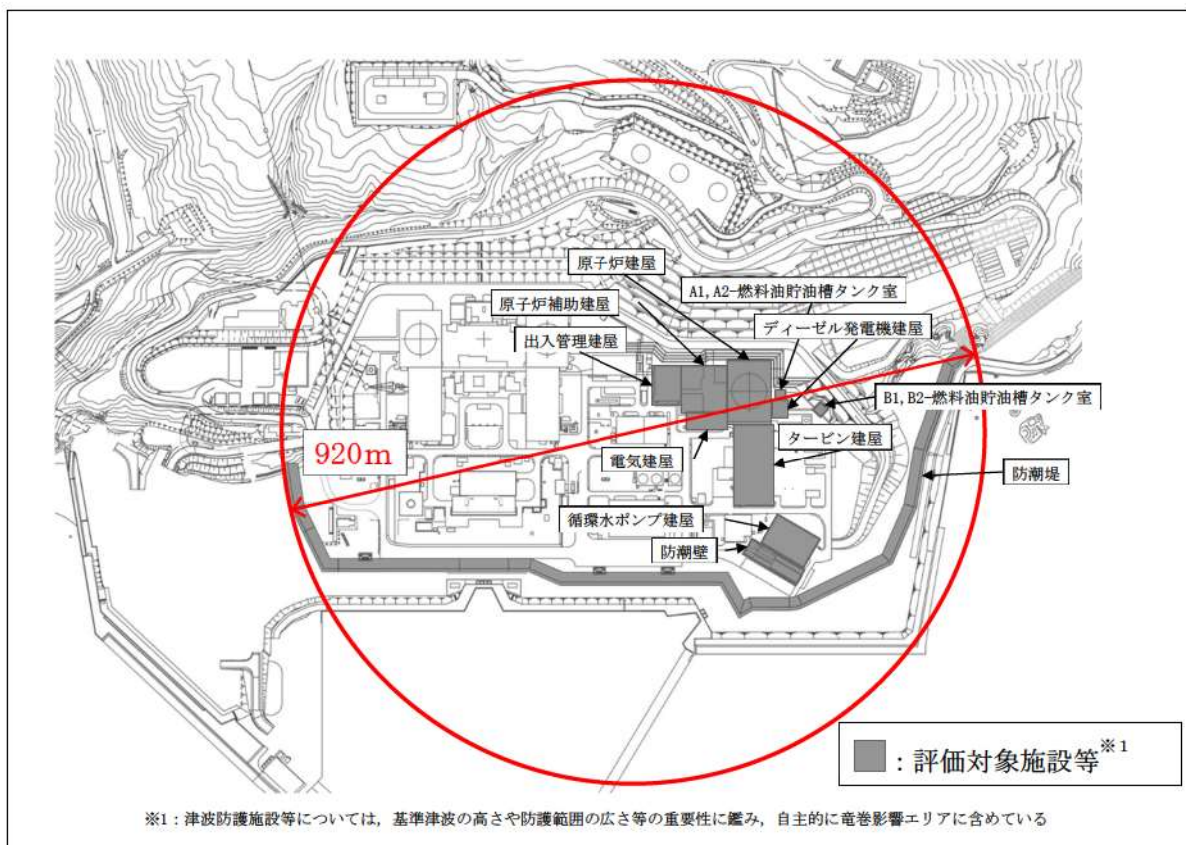 原子炉建屋
A1,A2-燃料油貯油槽タンク室
原子炉補助建屋
ディーゼル発電機建屋
出入管理建屋
B1,B2-燃料油貯油槽タンク室
タービン建屋
920m
電気建屋
防潮堤
循環水ポンプ建屋
防潮壁
:評価対象施設等※1
※1:津波防護施設等については，基準津波の高さや防護範囲の広さ等の重要性に鑑み，自主的に竜巻影響エリアに含めている